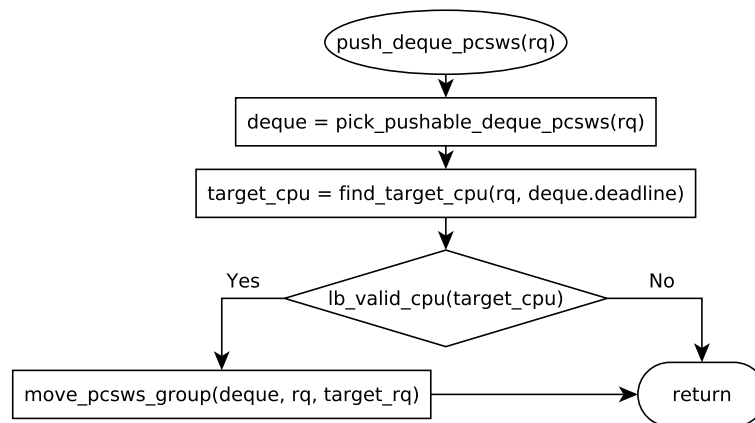 push_deque_pcsws(rq)
deque = pick_pushable_deque_pcsws(rq)
target_cpu = find_target_cpu(rq, deque.deadline)
Yes
No
lb_valid_cpu(target_cpu)
move_pcsws_group(deque, rq, target_rq)
return